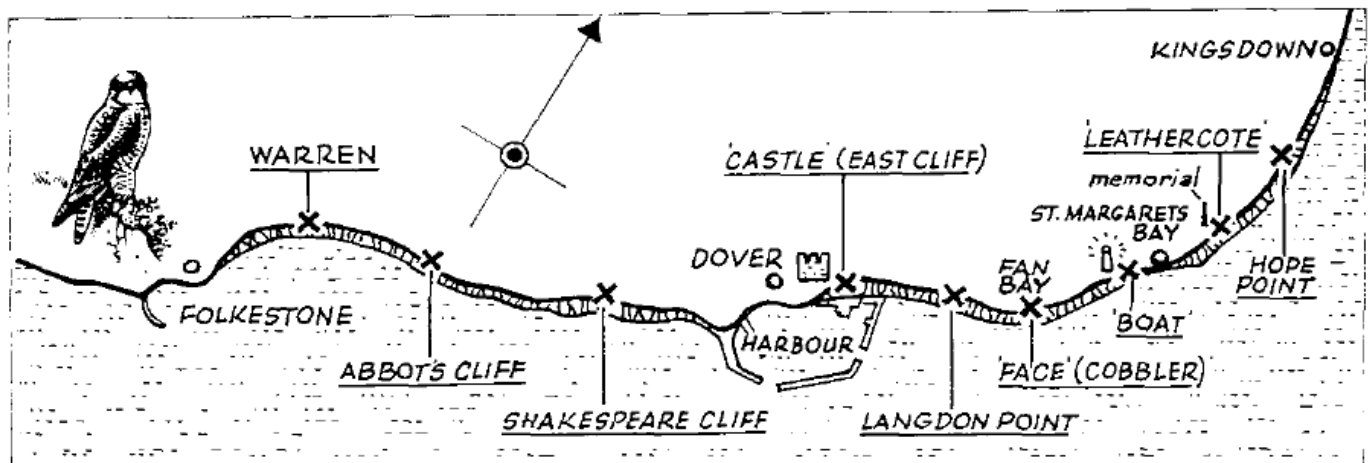 KINGSDOWN
WARREN
'CASTLE' (EAST CLIFF)
'LEATHERCOTE'
memorial
ST. MARGARETS
BAY
DOVER
FAN
BAY
HOPE
POINT
FOLKESTONE
HARBOUR
'BOAT'
ABBOT'S CLIFF
'FACE' (COBBLER)
SHAKESPEARE CLIFF
LANGDON POINT